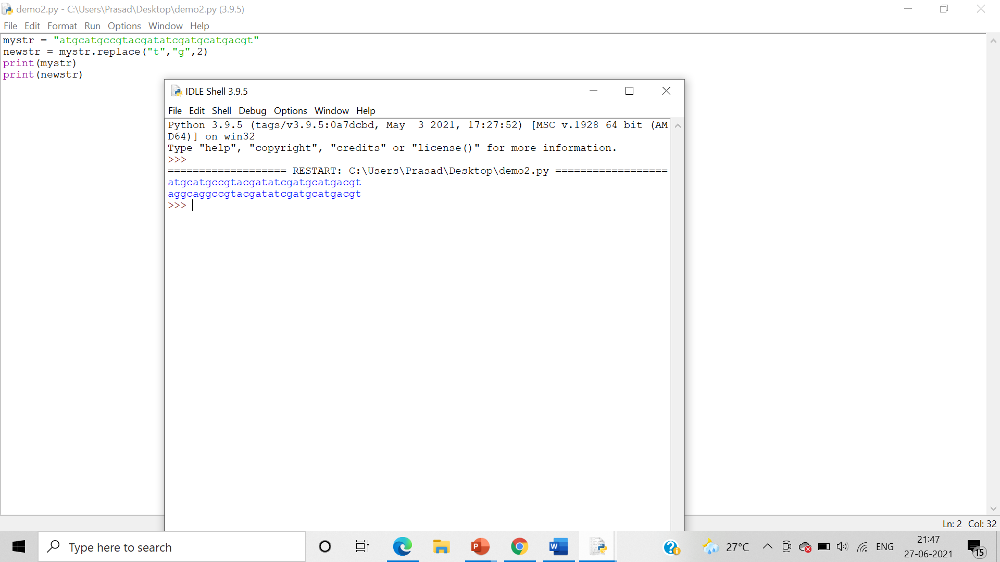 demo2.py - C:\Users\Prasad\Desktop\demo2.py (3.9.5)
File Edit Format Run Options Window Help
mystr = "atgcatgccgtacgatatcgatgcatgacgt"
newstr = mystr.replace("t","g",2)
print(mystr)
print(newstr)
IDLE Shell 3.9.5
File Edit Shell Debug Options Window Help
Python 3.9.5 (tags/v3.9.5:0a7dcbd, May  3 2021, 17:27:52) [MSC v.1928 64 bit (AM
D64)] on win32
Type "help", "copyright", "credits" or "license()" for more information.
>>>
=================== RESTART: C:\Users\Prasad\Desktop\demo2.py ==================
atgcatgccgtacgatatcgatgcatgacgt
aggcaggccgtacgatatcgatgcatgacgt
>>>
Ln: 2 Col: 32
Type here to search
P
W
27°C
ENG
21:47
27-06-2021
15